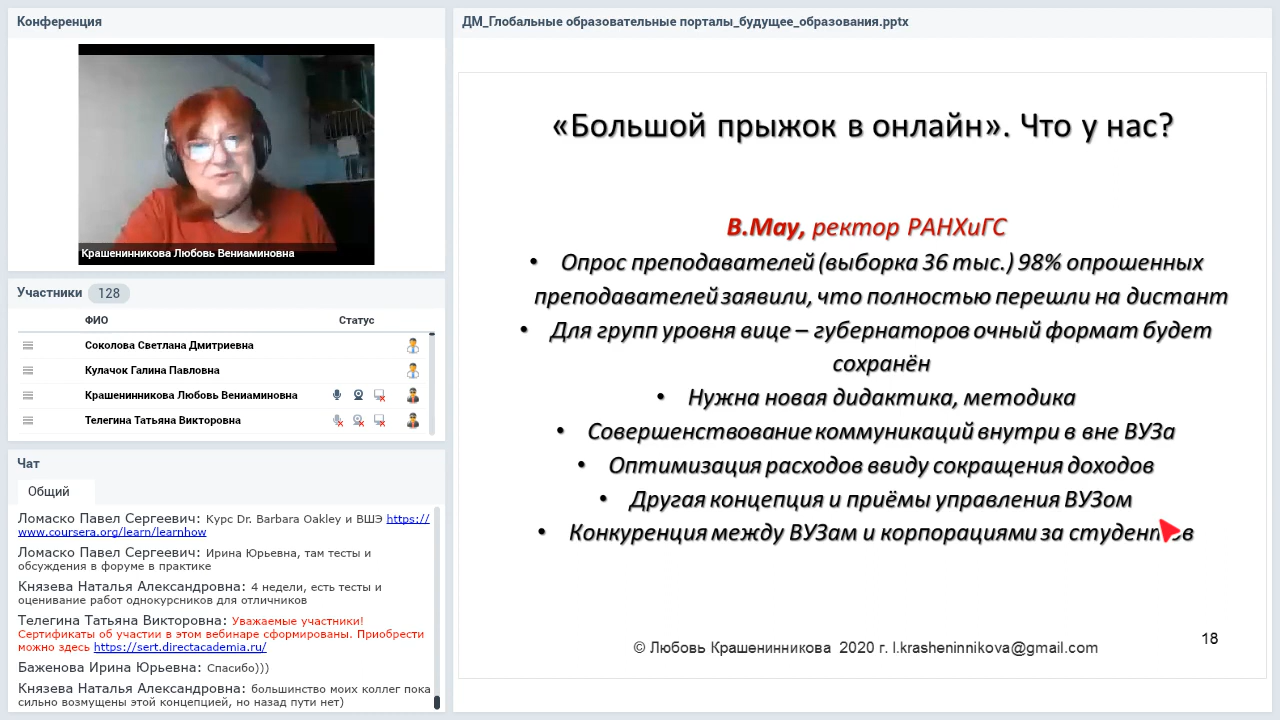 Конференция
Крашенинникова Любовь Вениаминовна
Участники 128
ФИО Статус
Соколова Светлана Дмитриевна
Кулачок Галина Павловна
Крашенинникова Любовь Вениаминовна
Телегина Татьяна Викторовна
Чат
Общий
Ломаско Павел Сергеевич: Курс Dr. Barbara Oakley и ВШЭ https://
www.coursera.org/learn/learnhow
Ломаско Павел Сергеевич: Ирина Юрьевна, там тесты и
обсуждения в форуме в практике
Князева Наталья Александровна: 4 недели, есть тесты и
оценивание работ однокурсников для отличников
Телегина Татьяна Викторовна: Уважаемые участники!
Сертификаты об участии в этом вебинаре сформированы. Приобрести
можно здесь https://sert.directacademia.ru/
Баженова Ирина Юрьевна: Спасибо)))
Князева Наталья Александровна: большинство моих коллег пока
сильно возмущены этой концепцией, но назад пути нет)
ДМ_Глобальные образовательные порталы_будущее_образования.pptx
«Большой прыжок в онлайн». Что у нас?
В.Мау, ректор РАНХиГС
• Опрос преподавателей (выборка 36 тыс.) 98% опрошенных
преподавателей заявили, что полностью перешли на дистант
• Для групп уровня вице – губернаторов очный формат будет
сохранён
• Нужна новая дидактика, методика
• Совершенствование коммуникаций внутри в вне ВУЗа
• Оптимизация расходов ввиду сокращения доходов
• Другая концепция и приёмы управления ВУЗом
• Конкуренция между ВУЗам и корпорациями за студентов
© Любовь Крашенинникова 2020 г. l.krasheninnikova@gmail.com
18